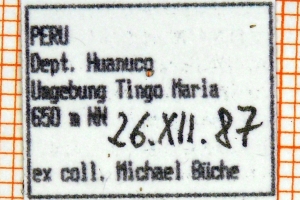 PERU
Dept. Huanuco
Umgebung Tingo Maria
650 m NN 26.XII.87
ex coll. Michael Büche